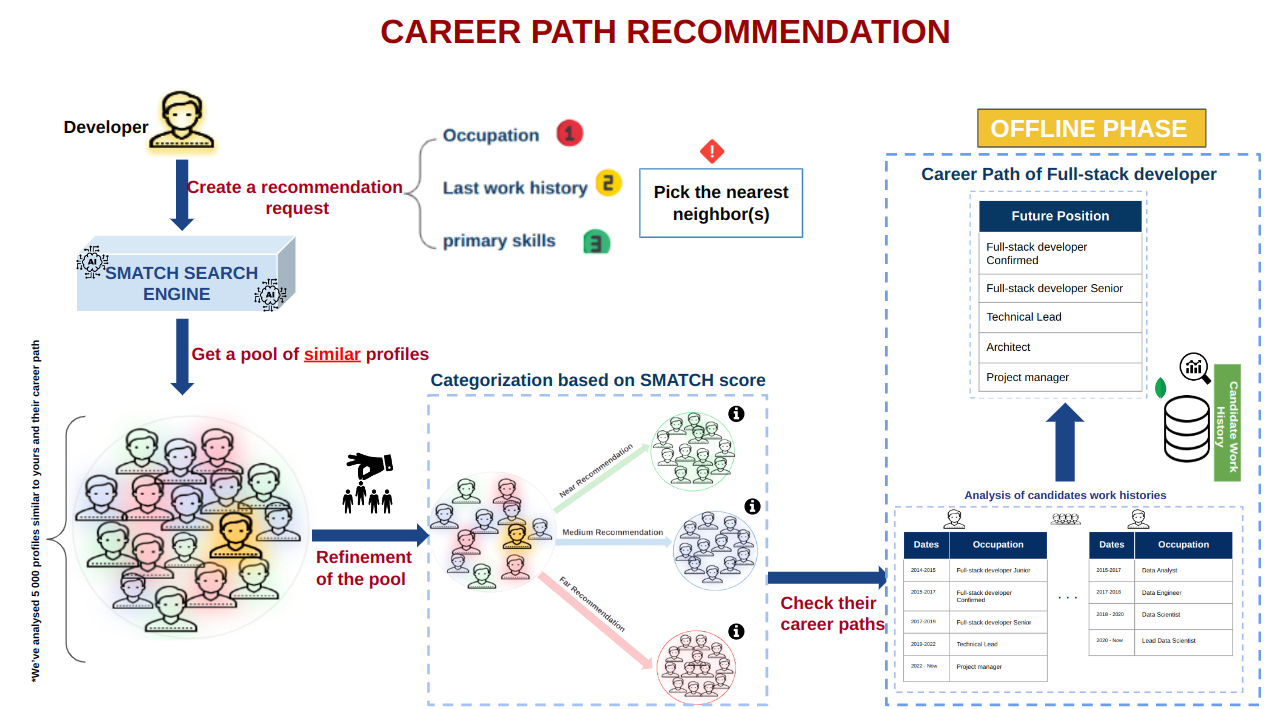 CAREER PATH RECOMMENDATION
Developer
Create a recommendation
request
Occupation
1
Last work history
2
primary skills
3
!
Pick the nearest
neighbor(s)
AI
SMATCH SEARCH
ENGINE
AI
Get a pool of similar profiles
*We've analysed 5 000 profiles similar to yours and their career path
Refinement
of the pool
Categorization based on SMATCH score
Near Recommendation
Medium Recommendation
Far Recommendation
i
i
i
Check their
career paths
OFFLINE PHASE
Career Path of Full-stack developer
Future Position
Full-stack developer
Confirmed
Full-stack developer Senior
Technical Lead
Architect
Project manager
Candidate Work
History
Analysis of candidates work histories
Dates Occupation
2014-2015 Full-stack developer Junior
2015-2017 Full-stack developer
Confirmed
2017-2019 Full-stack developer Senior
2019-2022 Technical Lead
2022 - Now Project manager
. . .
Dates Occupation
2015-2017 Data Analyst
2017-2018 Data Engineer
2018 - 2020 Data Scientist
2020 - Now Lead Data Scientist